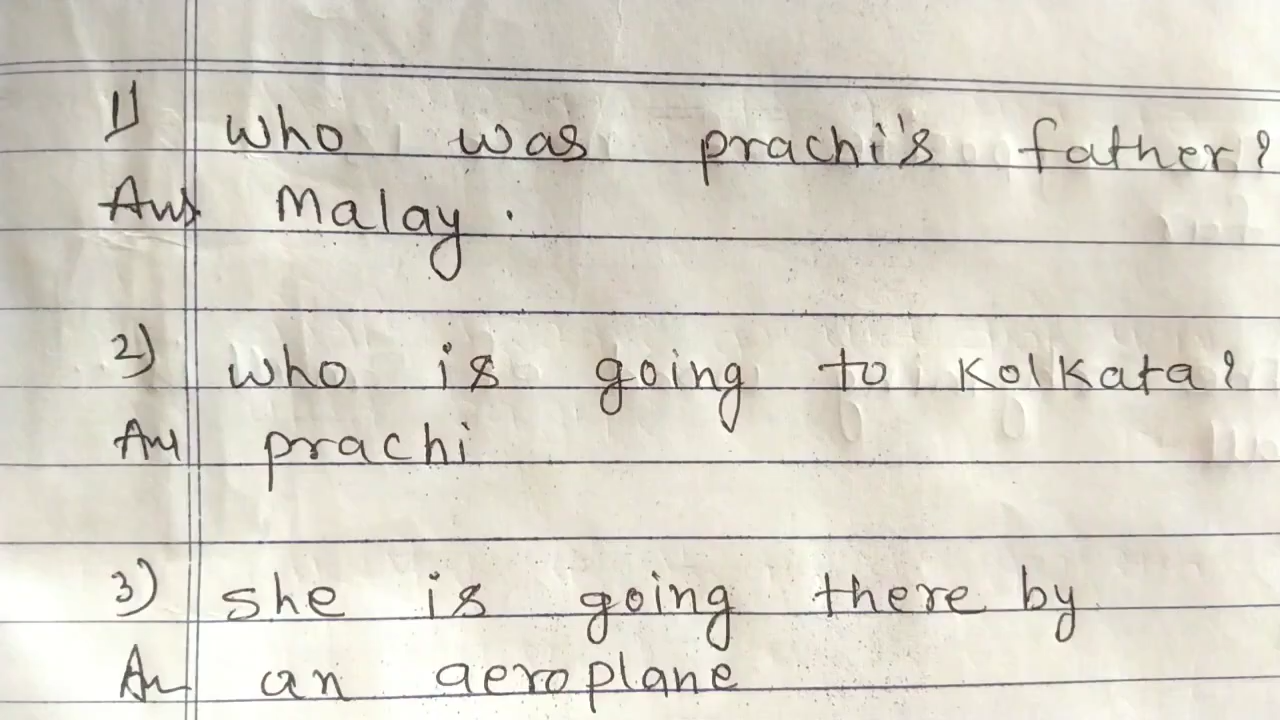 1) who was prachi's father?
Ans Malay.
2) who is going to Kolkata?
Ans prachi
3) she is going there by
An an aeroplane